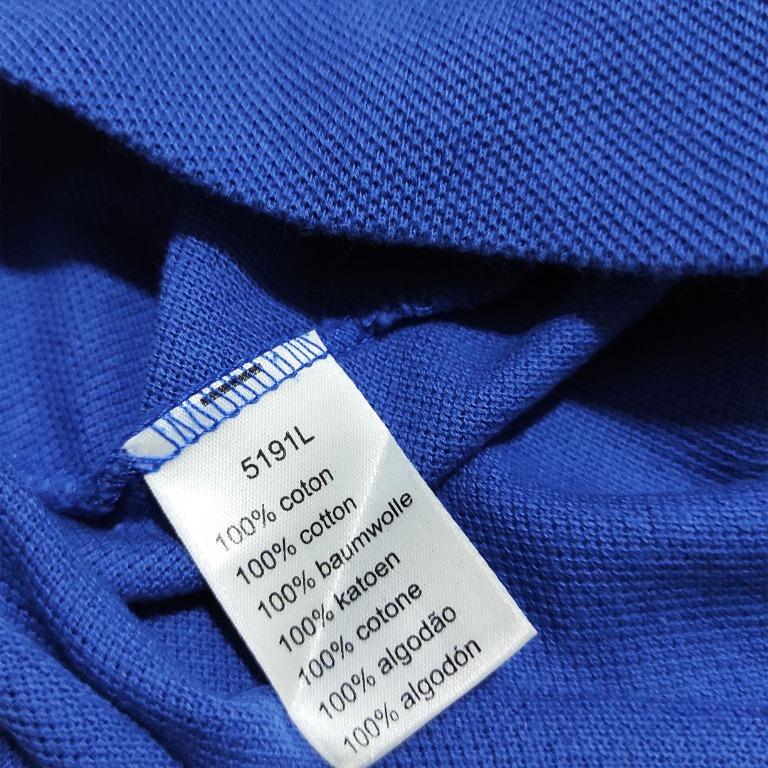 5191L
100% coton
100% cotton
100% baumwolle
100% katoen
100% cotone
100% algodão
100% algodón